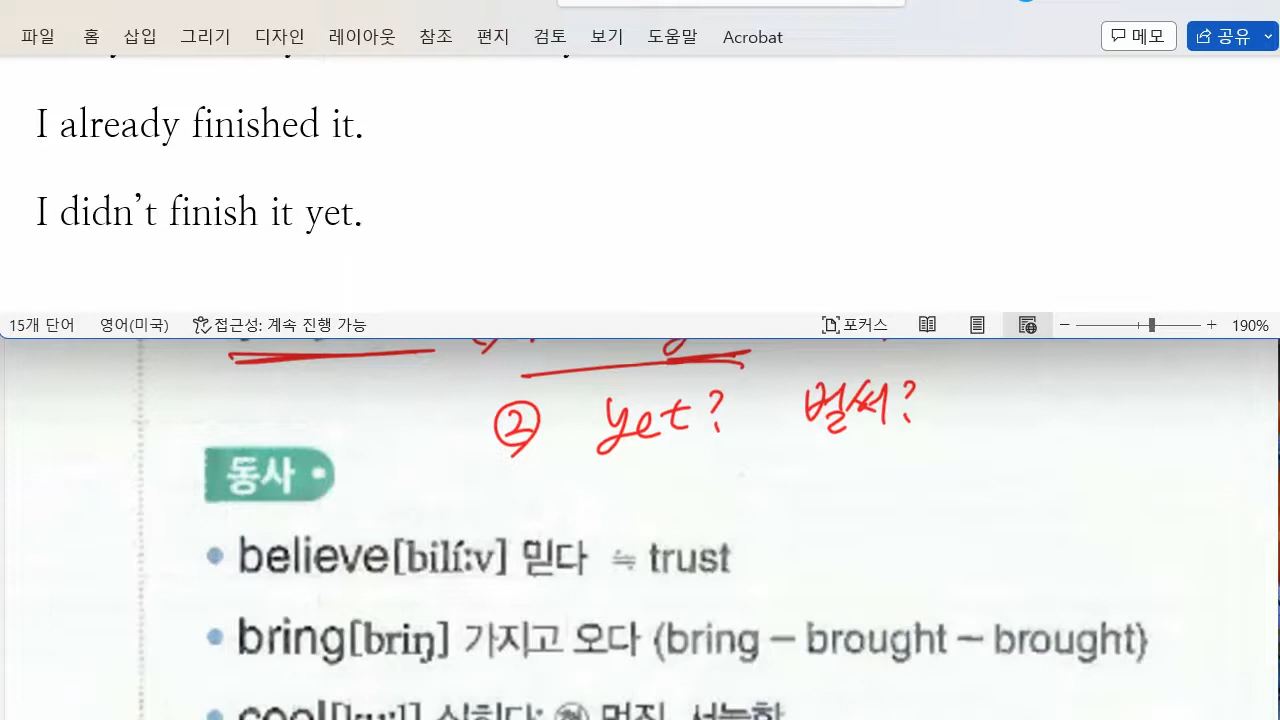 파일 홈 삽입 그리기 디자인 레이아웃 참조 편지 검토 보기 도움말 Acrobat 메모 공유
I already finished it.
I didn't finish it yet.
15개 단어 영어(미국) 접근성: 계속 진행 가능 포커스 190%
② yet? 벌써?
동사
believe[bilíːv] 믿다 ≒ trust
bring[briŋ] 가지고 오다 (bring – brought – brought)